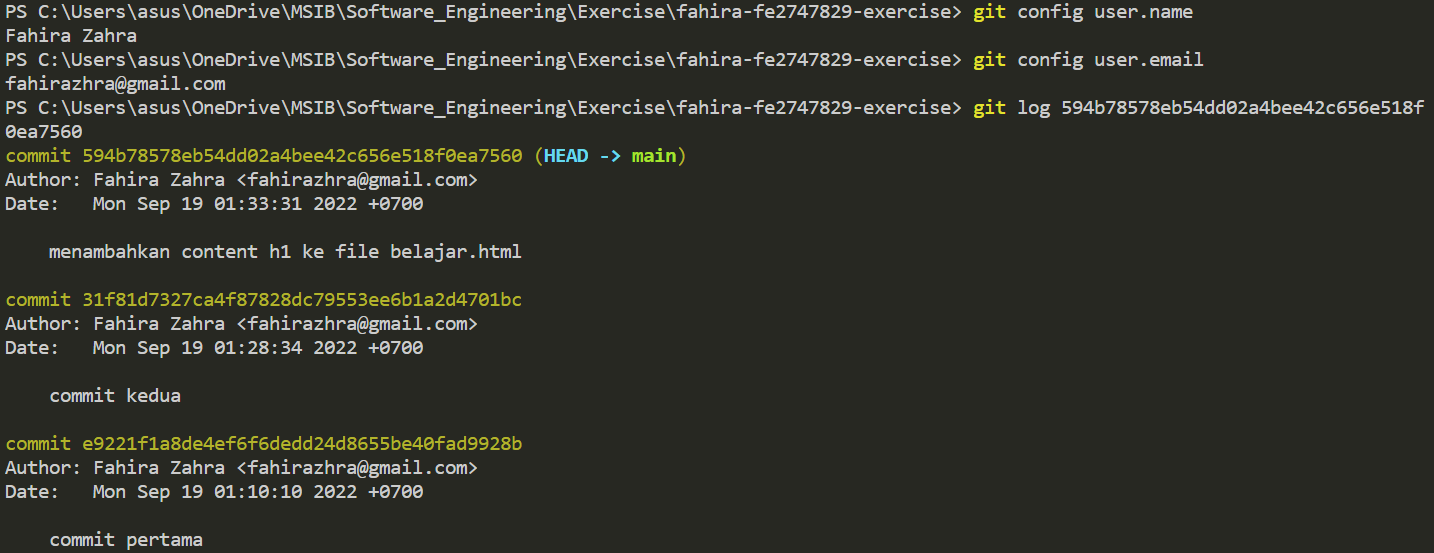 PS C:\Users\asus\OneDrive\MSIB\Software_Engineering\Exercise\fahira-fe2747829-exercise> git config user.name
Fahira Zahra
PS C:\Users\asus\OneDrive\MSIB\Software_Engineering\Exercise\fahira-fe2747829-exercise> git config user.email
fahirazhra@gmail.com
PS C:\Users\asus\OneDrive\MSIB\Software_Engineering\Exercise\fahira-fe2747829-exercise> git log 594b78578eb54dd02a4bee42c656e518f
0ea7560
commit 594b78578eb54dd02a4bee42c656e518f0ea7560 (HEAD -> main)
Author: Fahira Zahra <fahirazhra@gmail.com>
Date:   Mon Sep 19 01:33:31 2022 +0700
    menambahkan content h1 ke file belajar.html
commit 31f81d7327ca4f87828dc79553ee6b1a2d4701bc
Author: Fahira Zahra <fahirazhra@gmail.com>
Date:   Mon Sep 19 01:28:34 2022 +0700
    commit kedua
commit e9221f1a8de4ef6f6dedd24d8655be40fad9928b
Author: Fahira Zahra <fahirazhra@gmail.com>
Date:   Mon Sep 19 01:10:10 2022 +0700
    commit pertama